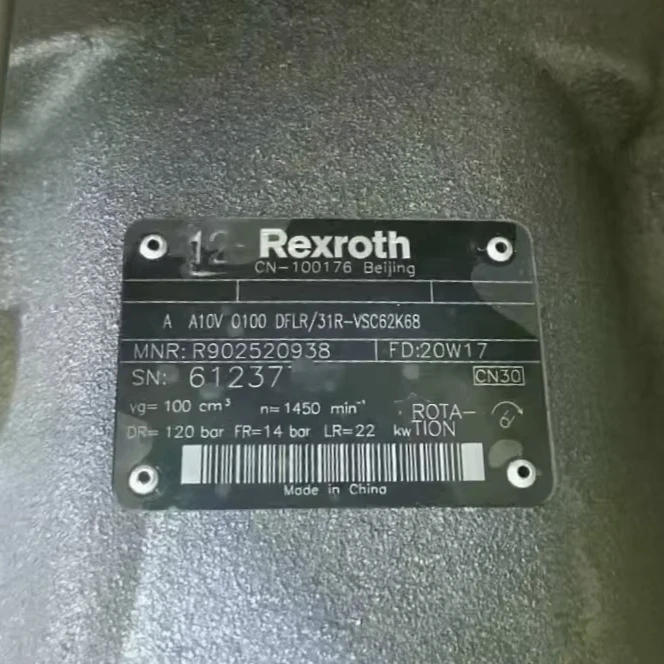 12 Rexroth
CN-100176 Beijing
A A10V O100 DFLR/31R-VSC62K68
MNR: R902520938 FD:20W17
SN: 61237 CN30
vg= 100 cm³ n=1450 min⁻¹ ROTA-
DR= 120 bar FR=14 bar LR=22 kw TION
Made in China